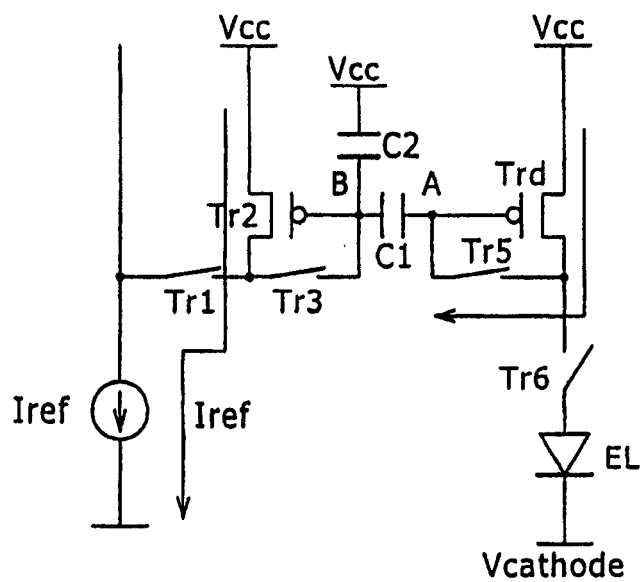 Vcc
Vcc
Vcc
C2
B
A
Trd
Tr2
C1
Tr5
Tr1
Tr3
Tr6
Iref
Iref
EL
Vcathode